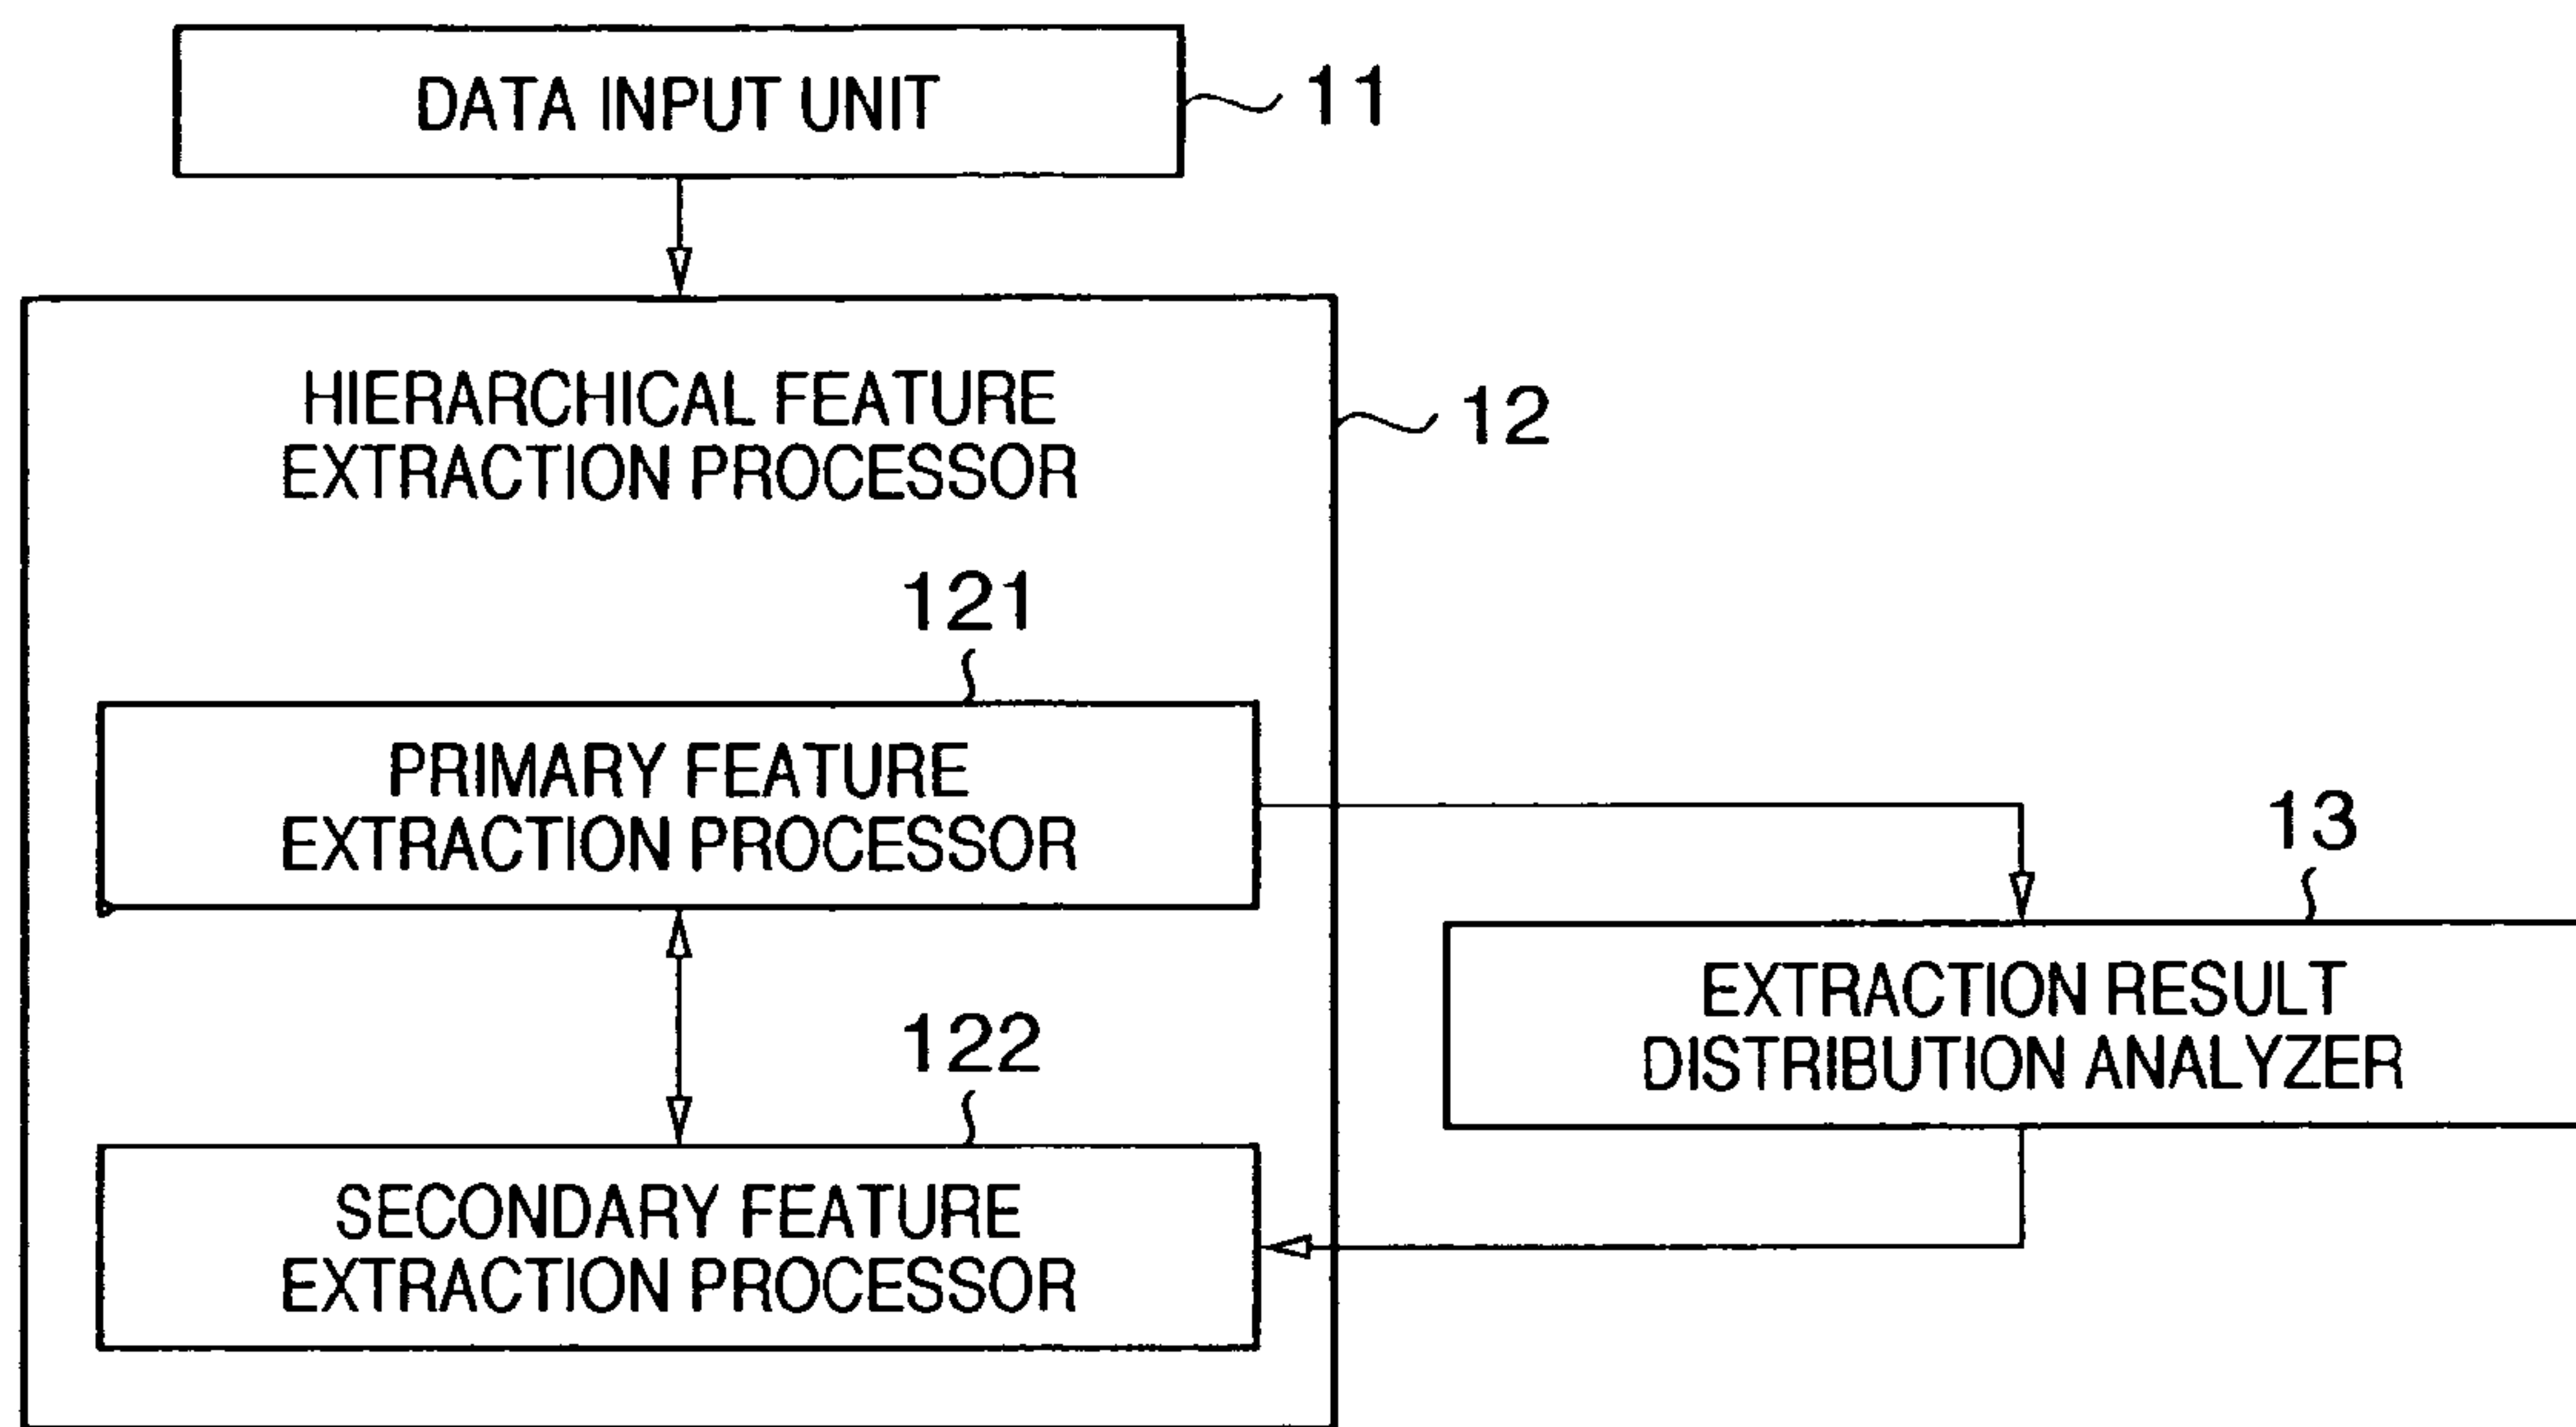 DATA INPUT UNIT
11
HIERARCHICAL FEATURE
EXTRACTION PROCESSOR
12
121
PRIMARY FEATURE
EXTRACTION PROCESSOR
13
EXTRACTION RESULT
DISTRIBUTION ANALYZER
122
SECONDARY FEATURE
EXTRACTION PROCESSOR